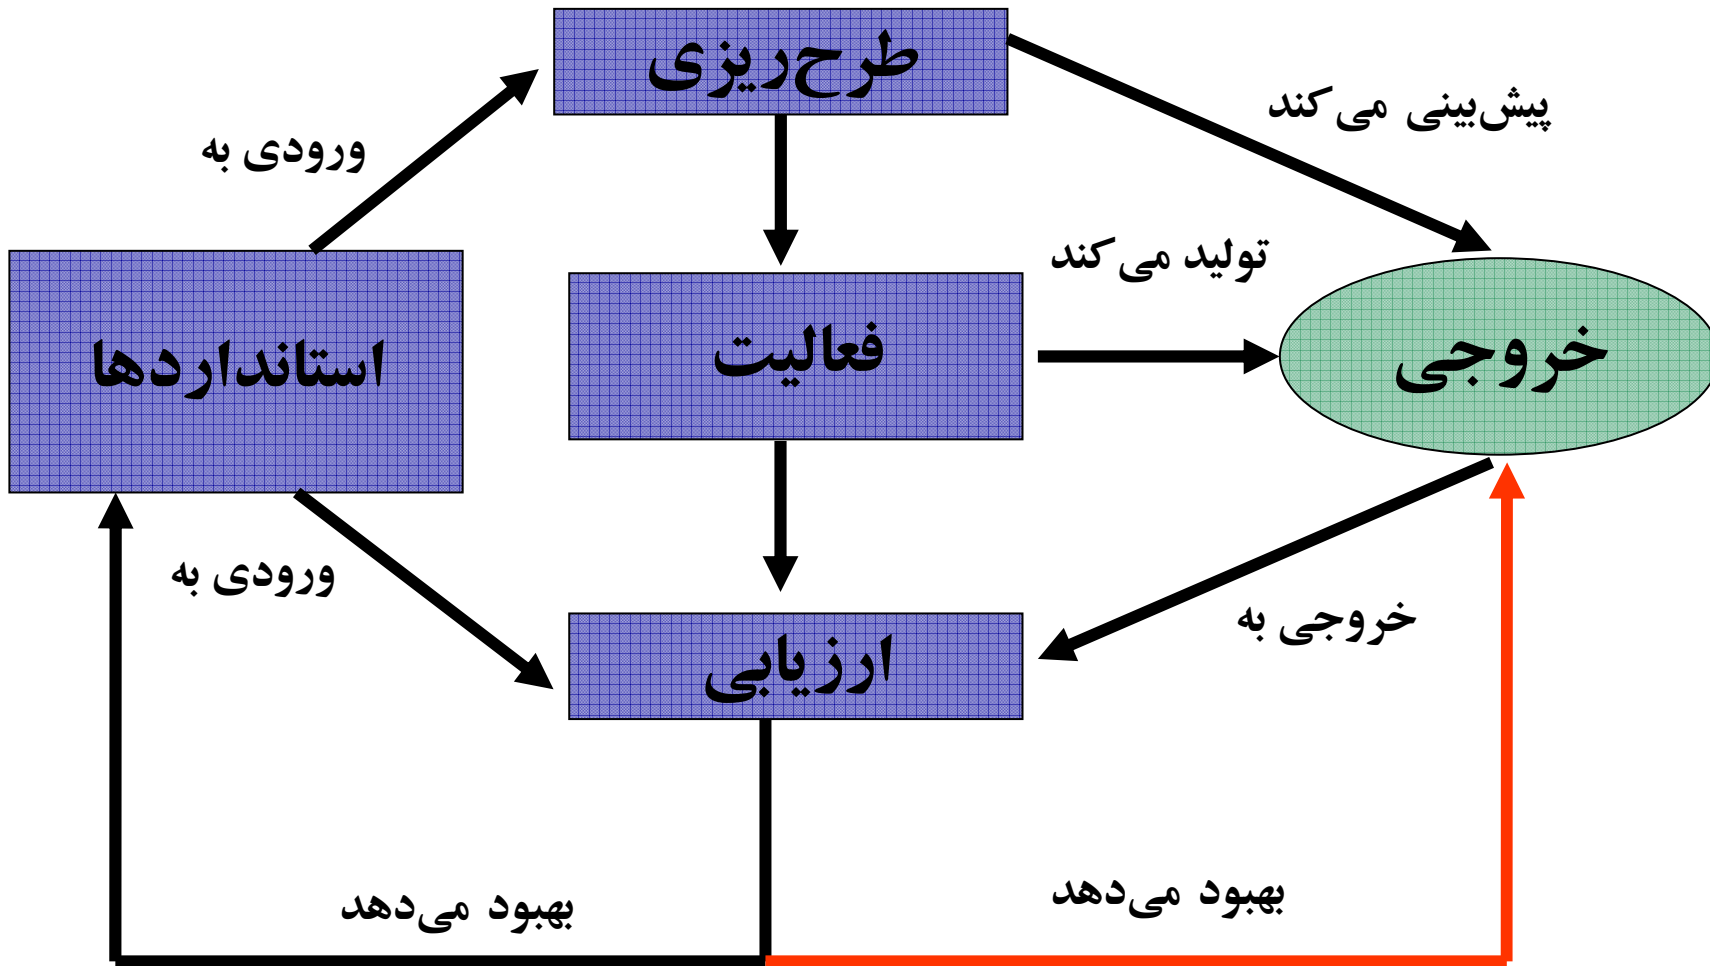 طرح‌ریزی
پیش‌بینی می‌کند
ورودی به
تولید می‌کند
استانداردها
فعالیت
خروجی
ورودی به
خروجی به
ارزیابی
بهبود می‌دهد
بهبود می‌دهد